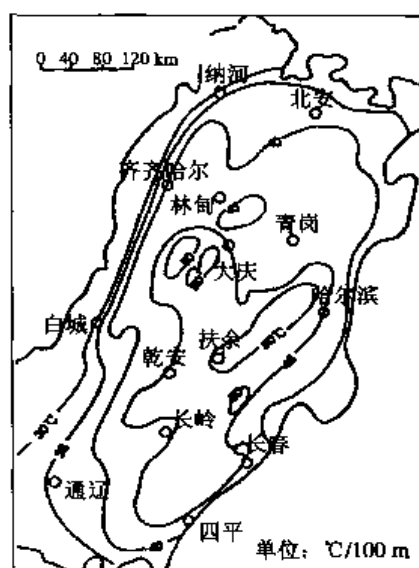 0 40 80 120 km
纳河
北安
齐齐哈尔
林甸
青岗
大庆
哈尔滨
白城
扶余
乾安
长岭
长春
通辽
四平
单位：℃/100 m